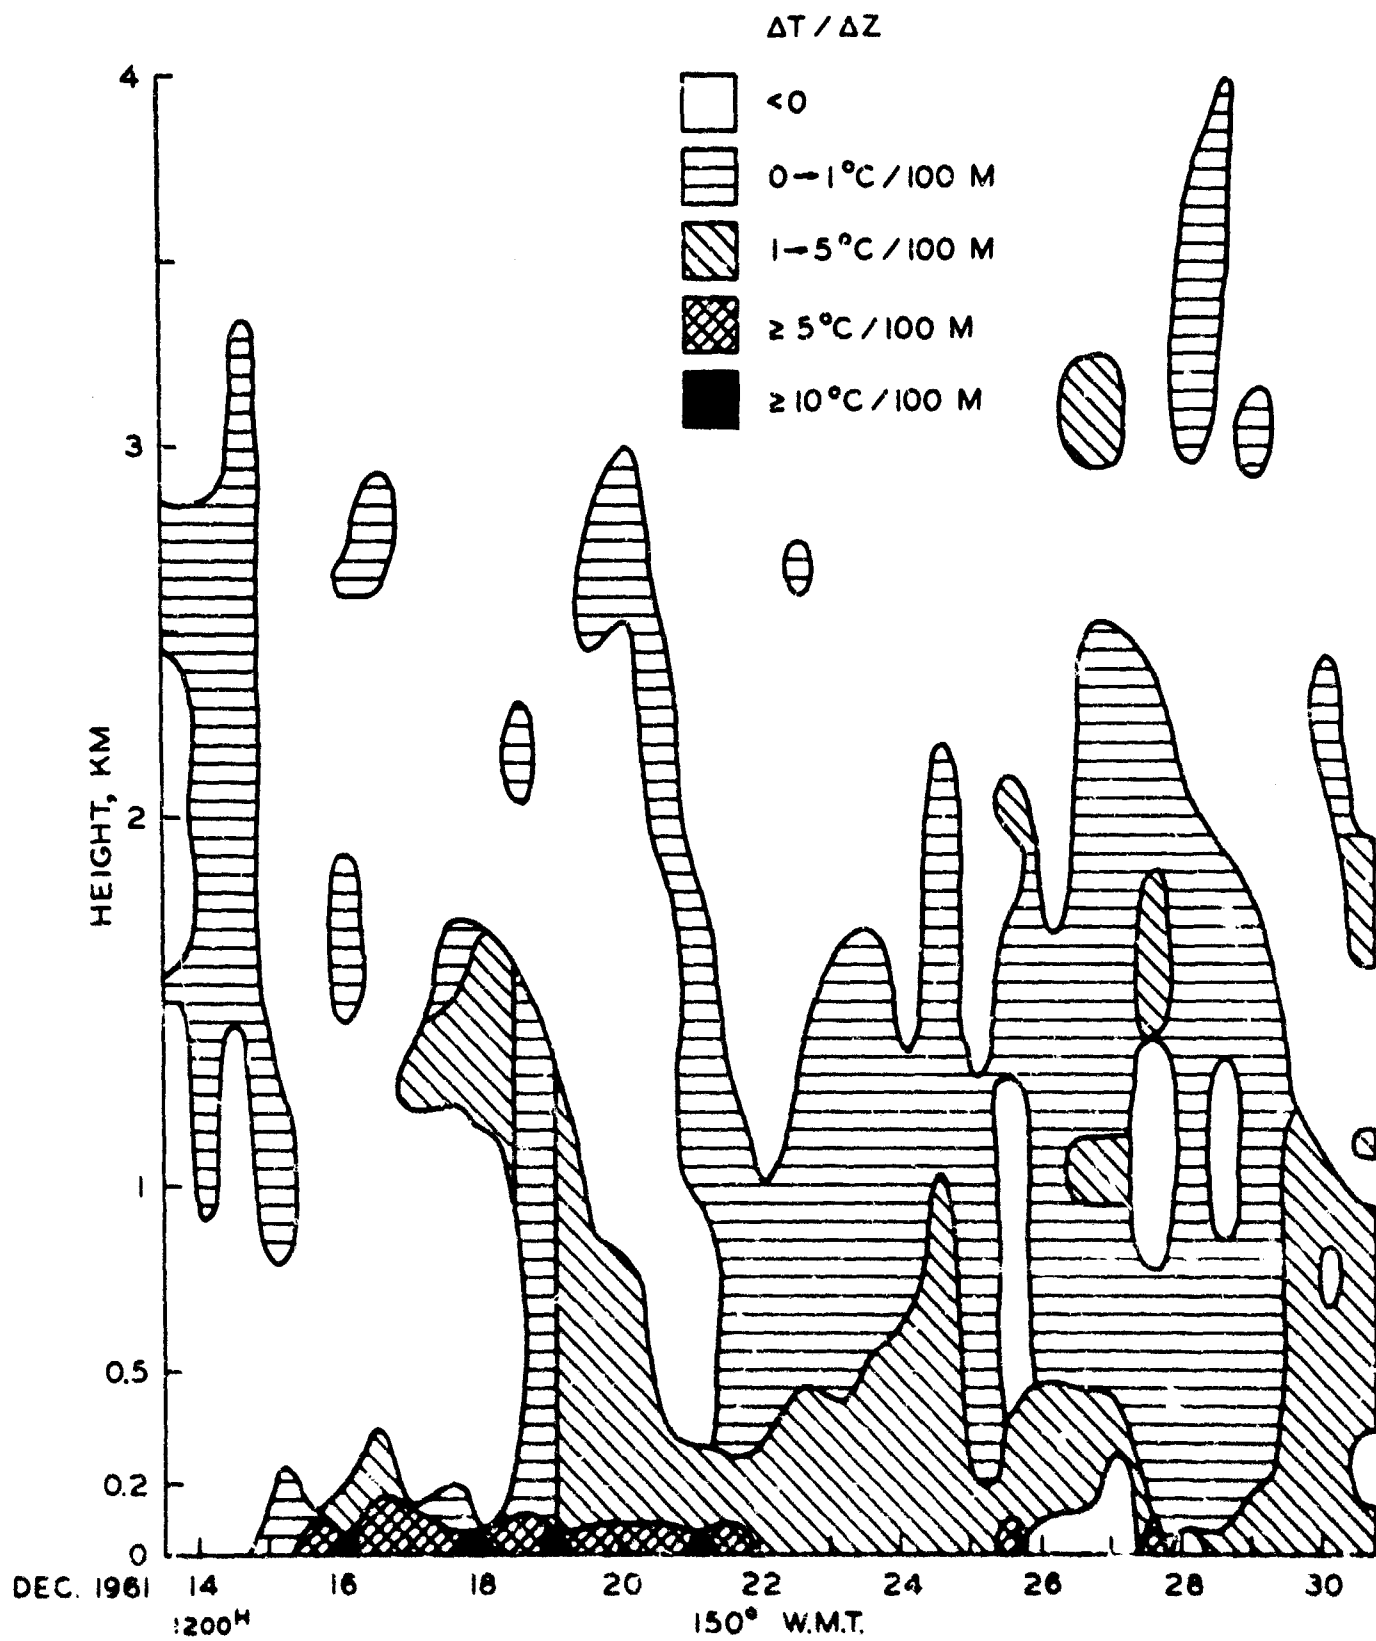 ΔT / ΔZ
<0
0→1°C/100 M
1→5°C/100 M
≥ 5°C/100 M
≥10°C/100 M
4
3
2
1
0.5
0.2
0
HEIGHT, KM
DEC. 1961 14 16 18 20 22 24 26 28 30
1200H 150° W.M.T.